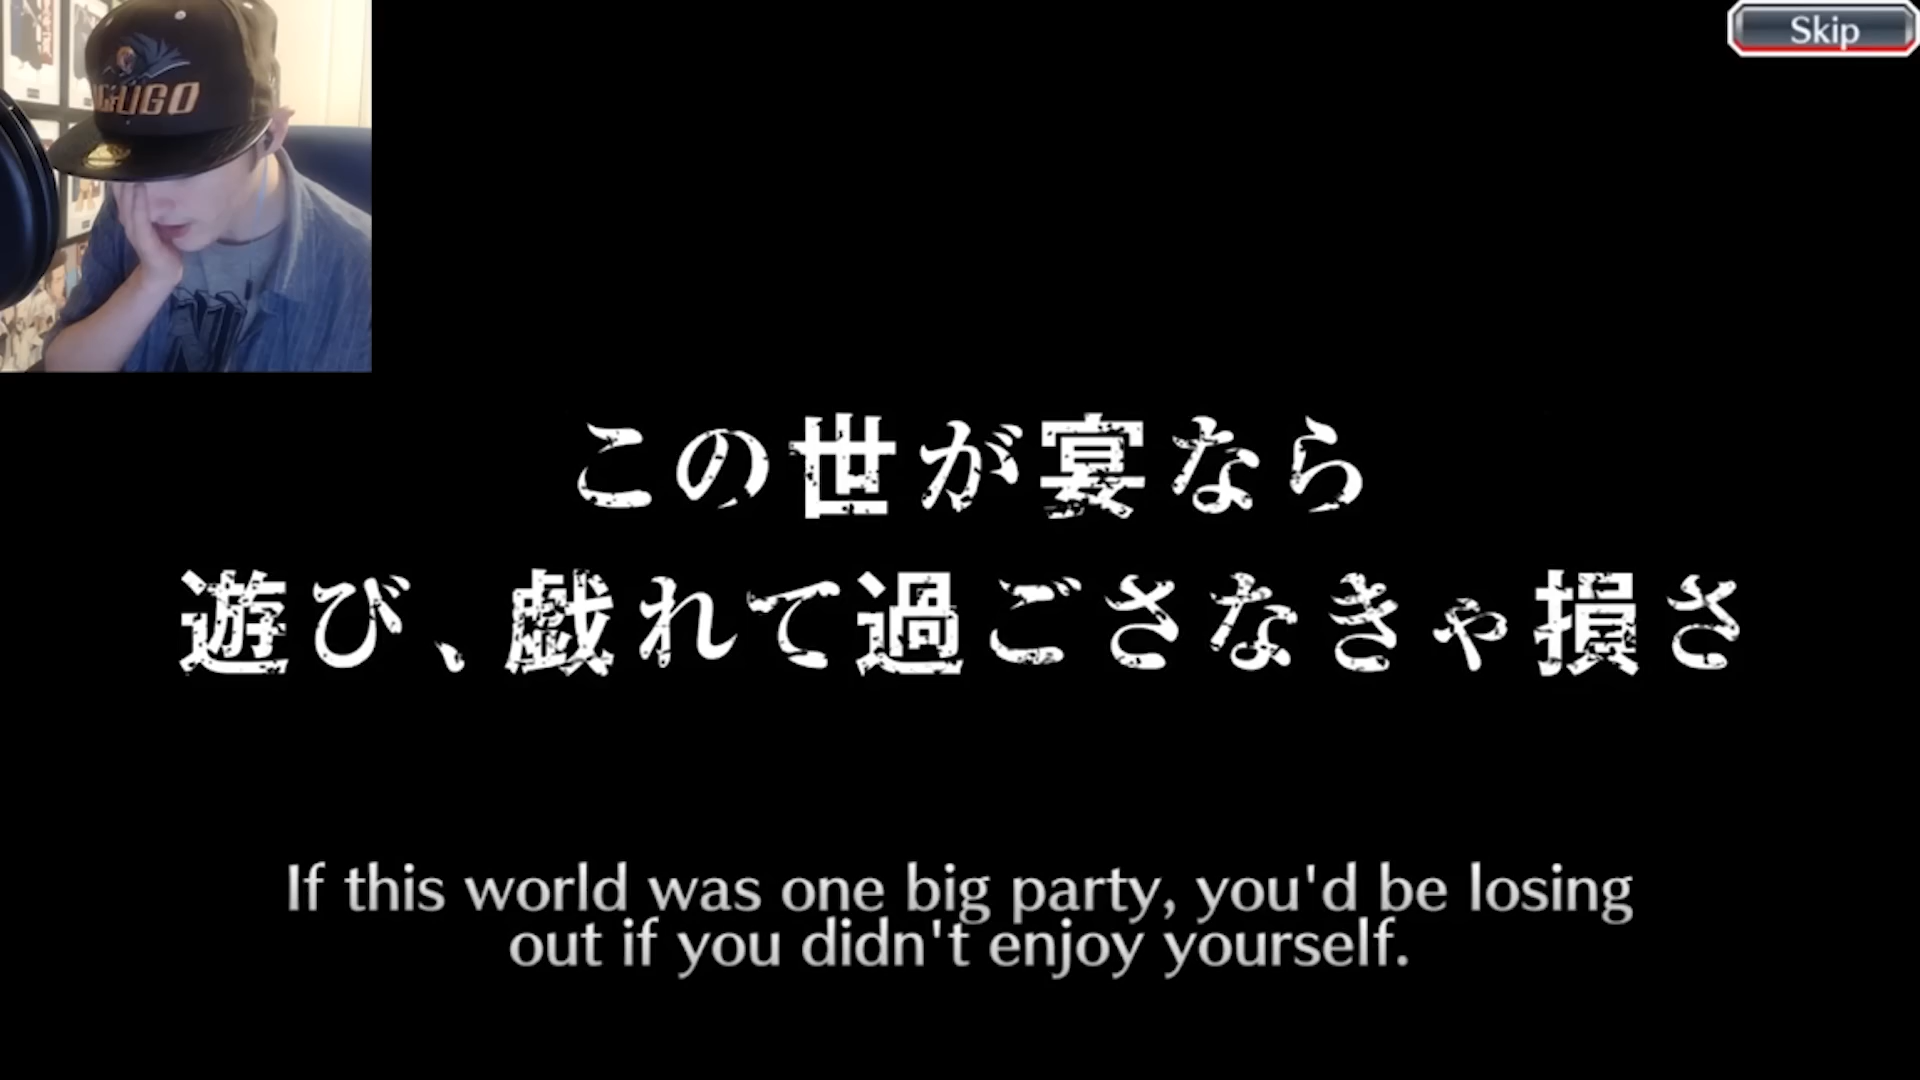 Skip
この世が宴なら
遊び、戯れて過ごさなきゃ損さ
If this world was one big party, you'd be losing
out if you didn't enjoy yourself.